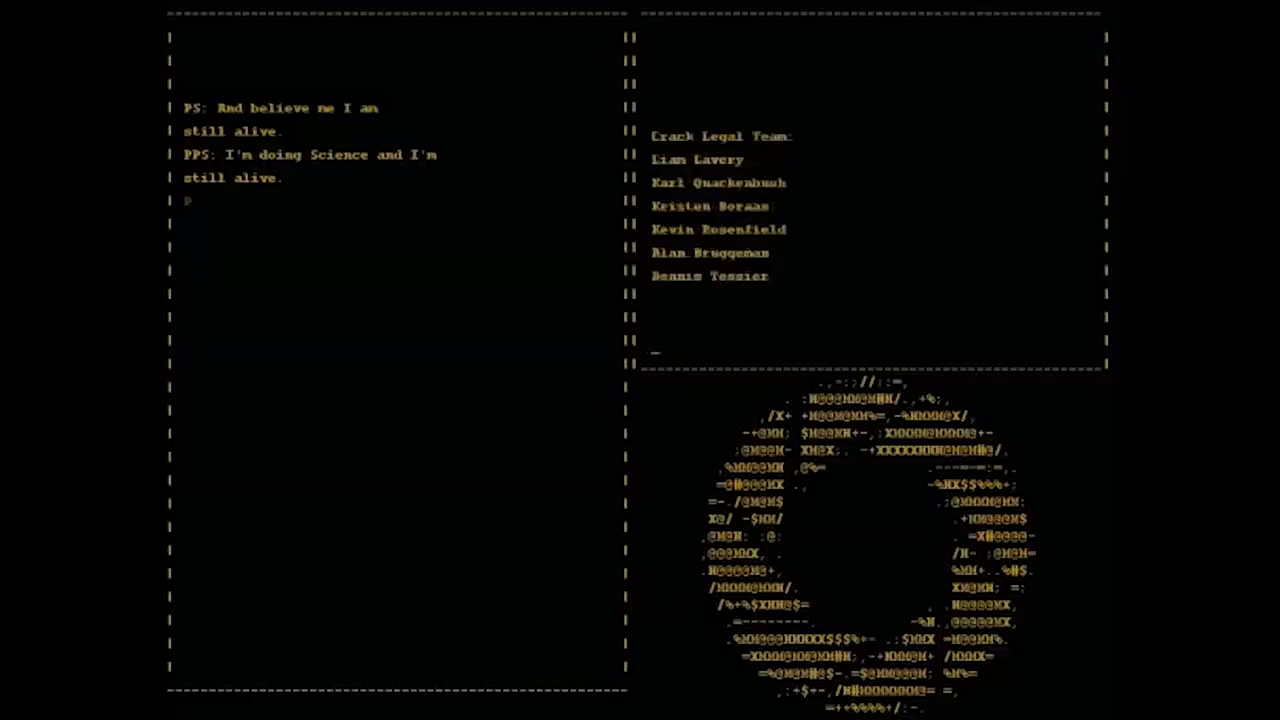 PS: And believe me I am
still alive.
PPS: I'm doing Science and I'm
still alive.
P
Crack Legal Team:
Liam Lavery
Karl Quackenbush
Kristen Boraas
Kevin Rosenfield
Alan Bruggeman
Dennis Tessier